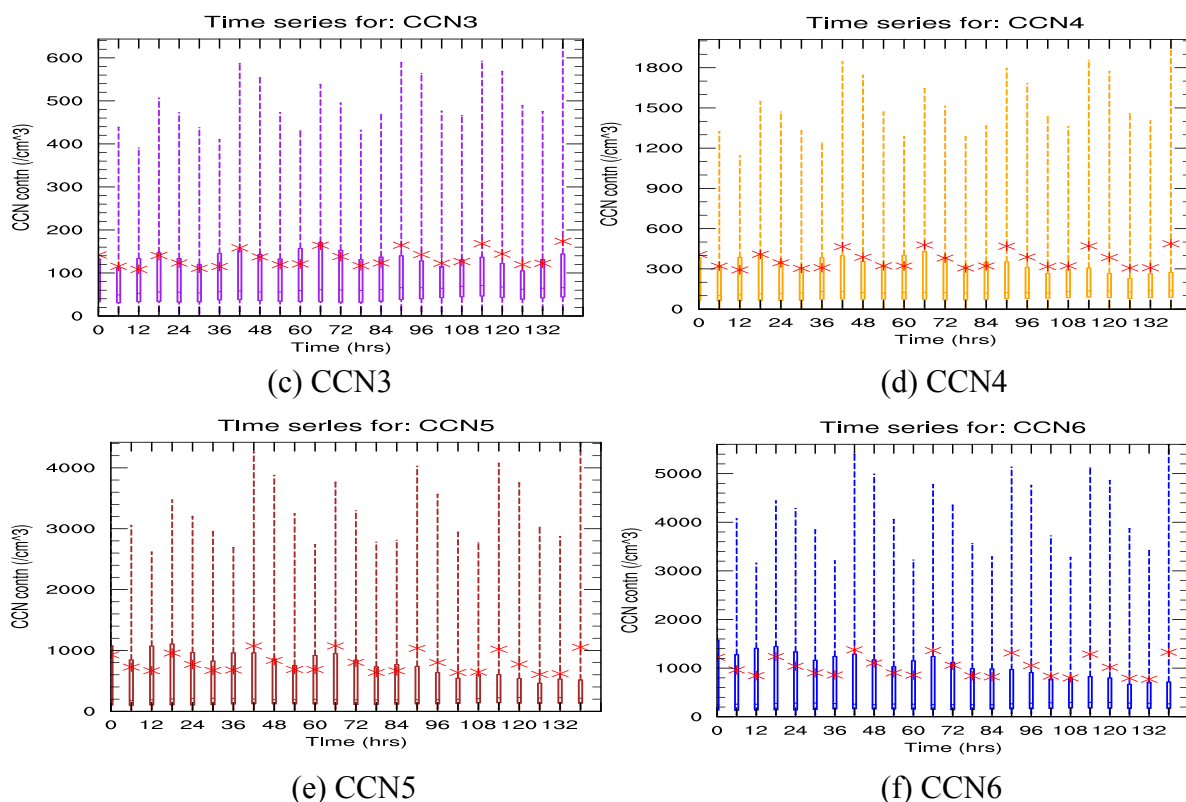 Time series for: CCN3
CCN contn (/cm^3)
600
500
400
300
200
100
0
0 12 24 36 48 60 72 84 96 108 120 132
Time (hrs)
(c) CCN3
Time series for: CCN4
CCN contn (/cm^3)
1800
1500
1200
900
600
300
0
0 12 24 36 48 60 72 84 96 108 120 132
Time (hrs)
(d) CCN4
TIme series for: CCN5
CCN contn (/cm^3)
4000
3000
2000
1000
0
0 12 24 36 48 60 72 84 96 108 120 132
TIme (hrs)
(e) CCN5
Time series for: CCN6
CCN contn (/cm^3)
5000
4000
3000
2000
1000
0
0 12 24 36 48 60 72 84 96 108 120 132
Time (hrs)
(f) CCN6